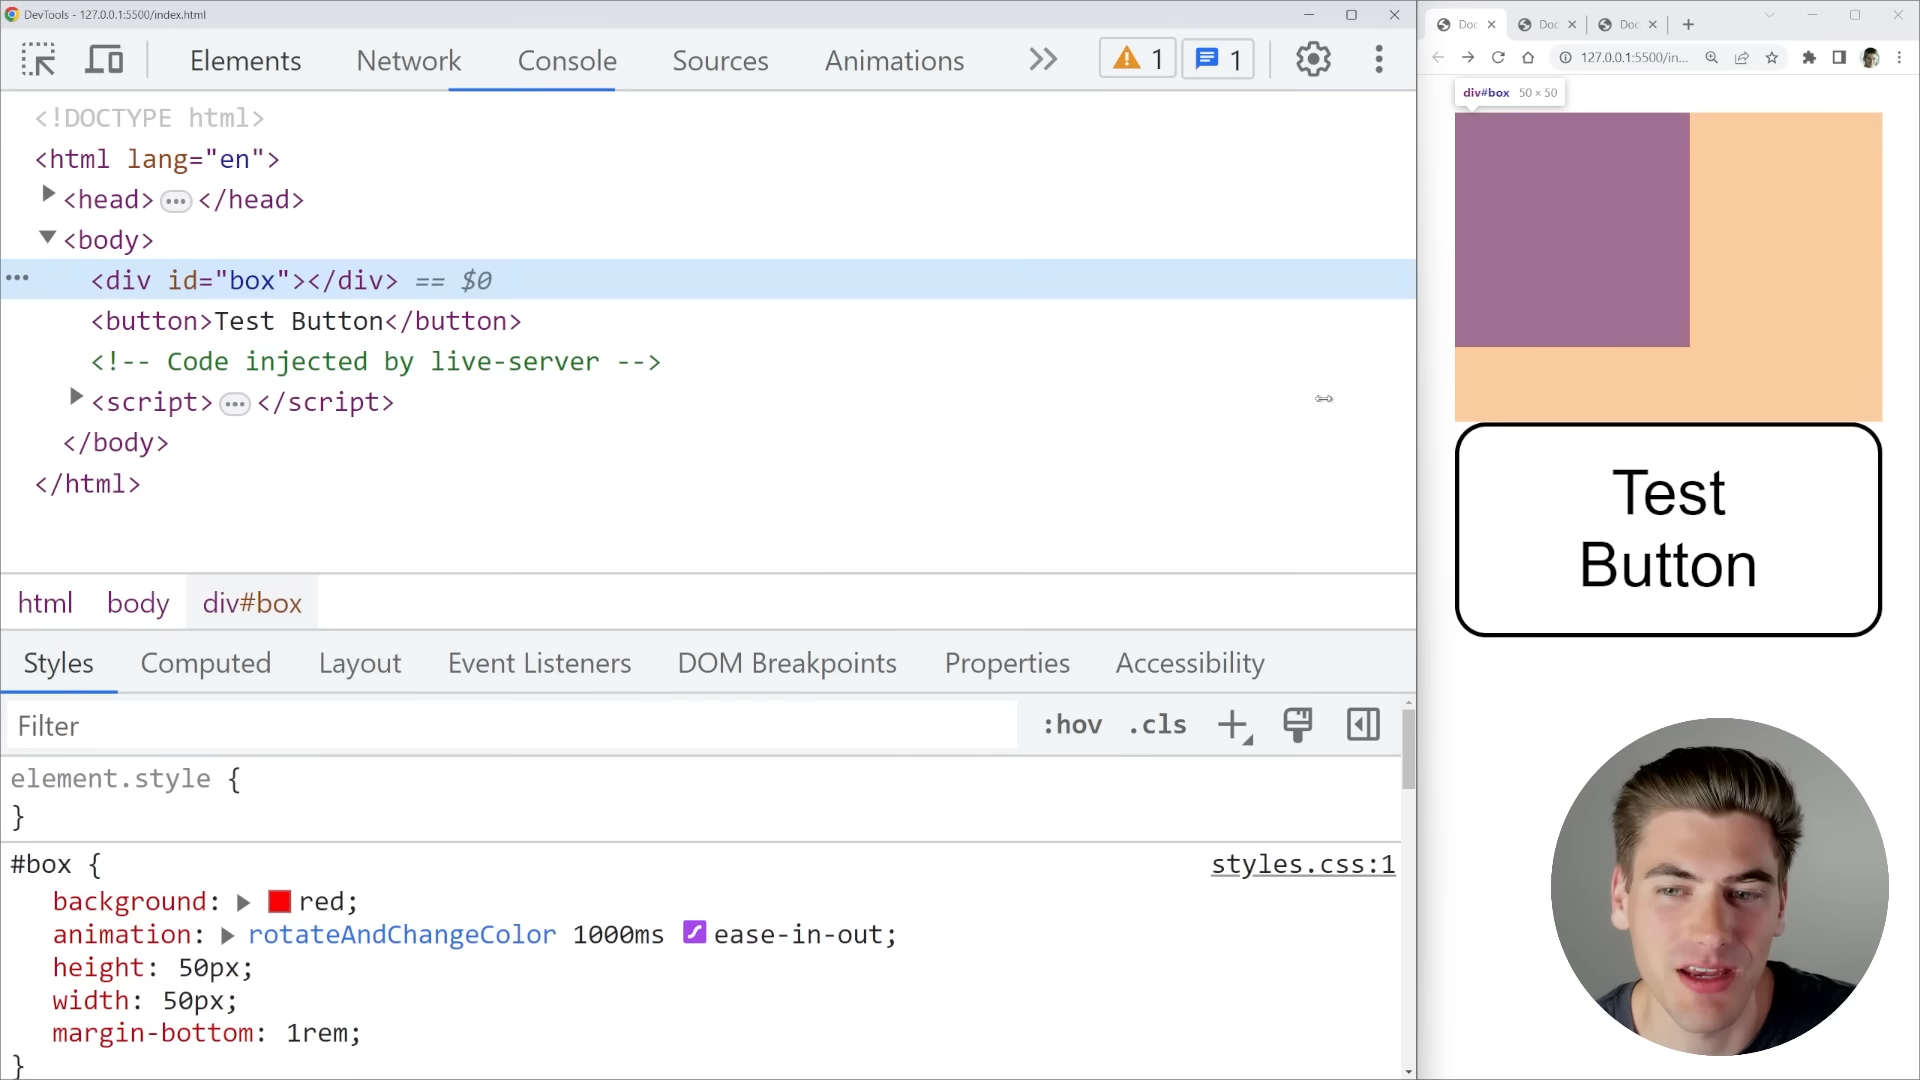 DevTools - 127.0.0.1:5500/index.html
Elements Network Console Sources Animations 1 1
<!DOCTYPE html>
<html lang="en">
<head> ••• </head>
<body>
••• <div id="box"></div> == $0
<button>Test Button</button>
<!-- Code injected by live-server -->
<script> ••• </script>
</body>
</html>
html body div#box
Styles Computed Layout Event Listeners DOM Breakpoints Properties Accessibility
Filter :hov .cls
element.style {
}
#box { styles.css:1
background: red;
animation: rotateAndChangeColor 1000ms ease-in-out;
height: 50px;
width: 50px;
margin-bottom: 1rem;
}
Doc Doc Doc
127.0.0.1:5500/in...
div#box 50 × 50
Test
Button